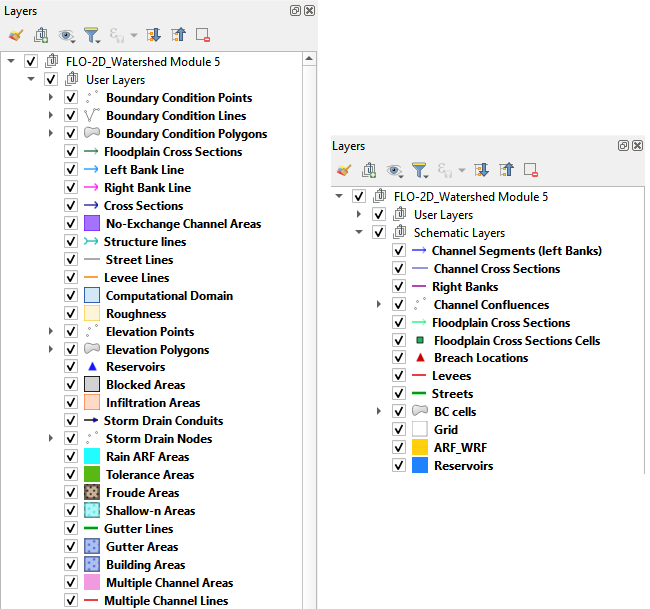 Layers
FLO-2D_Watershed Module 5
User Layers
Boundary Condition Points
Boundary Condition Lines
Boundary Condition Polygons
Floodplain Cross Sections
Left Bank Line
Right Bank Line
Cross Sections
No-Exchange Channel Areas
Structure lines
Street Lines
Levee Lines
Computational Domain
Roughness
Elevation Points
Elevation Polygons
Reservoirs
Blocked Areas
Infiltration Areas
Storm Drain Conduits
Storm Drain Nodes
Rain ARF Areas
Tolerance Areas
Froude Areas
Shallow-n Areas
Gutter Lines
Gutter Areas
Building Areas
Multiple Channel Areas
Multiple Channel Lines
Layers
FLO-2D_Watershed Module 5
User Layers
Schematic Layers
Channel Segments (left Banks)
Channel Cross Sections
Right Banks
Channel Confluences
Floodplain Cross Sections
Floodplain Cross Sections Cells
Breach Locations
Levees
Streets
BC cells
Grid
ARF_WRF
Reservoirs